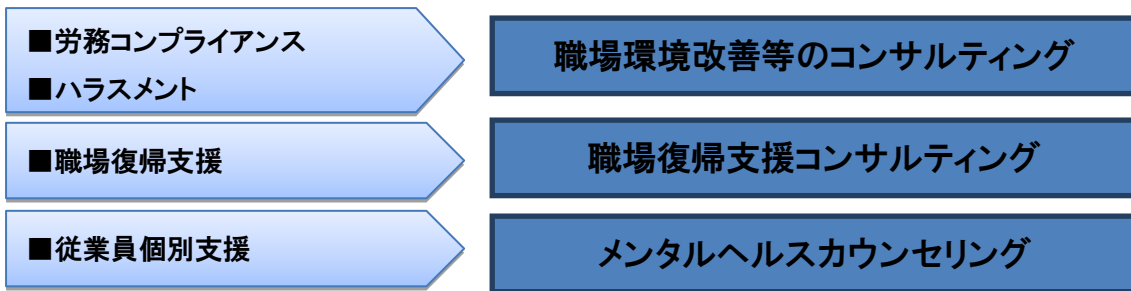 ■労務コンプライアンス
■ハラスメント
職場環境改善等のコンサルティング
■職場復帰支援
職場復帰支援コンサルティング
■従業員個別支援
メンタルヘルスカウンセリング